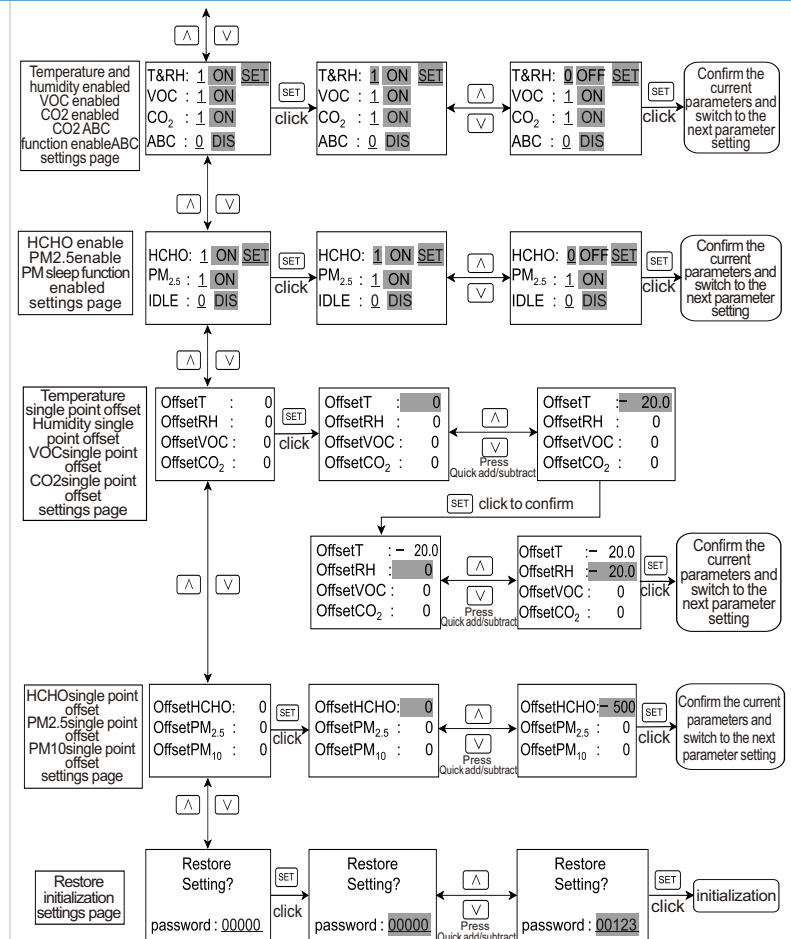 ∧ ∨
Temperature and
humidity enabled
VOC enabled
CO2 enabled
CO2 ABC
function enableABC
settings page
T&RH: 1 ON SET
VOC : 1 ON
CO2 : 1 ON
ABC : 0 DIS
SET
click
T&RH: 1 ON SET
VOC : 1 ON
CO2 : 1 ON
ABC : 0 DIS
∧
∨
T&RH: 0 OFF SET
VOC : 1 ON
CO2 : 1 ON
ABC : 0 DIS
SET
click
Confirm the
current
parameters and
switch to the
next parameter
setting
∧ ∨
HCHO enable
PM2.5enable
PM sleep function
enabled
settings page
HCHO: 1 ON SET
PM2.5 : 1 ON
IDLE : 0 DIS
SET
click
HCHO: 1 ON SET
PM2.5 : 1 ON
IDLE : 0 DIS
∧
∨
HCHO: 0 OFF SET
PM2.5 : 1 ON
IDLE : 0 DIS
SET
click
Confirm the
current
parameters and
switch to the
next parameter
setting
∧ ∨
Temperature
single point offset
Humidity single
point offset
VOCsingle point
offset
CO2single point
offset
settings page
OffsetT : 0
OffsetRH : 0
OffsetVOC : 0
OffsetCO2 : 0
SET
click
OffsetT : 0
OffsetRH : 0
OffsetVOC : 0
OffsetCO2 : 0
∧
∨
Press
Quick add/subtract
OffsetT :− 20.0
OffsetRH : 0
OffsetVOC : 0
OffsetCO2 : 0
SET click to confirm
OffsetT :− 20.0
OffsetRH : 0
OffsetVOC : 0
OffsetCO2 : 0
∧
∨
Press
Quick add/subtract
OffsetT :− 20.0
OffsetRH :− 20.0
OffsetVOC : 0
OffsetCO2 : 0
SET
click
Confirm the
current
parameters and
switch to the
next parameter
setting
∧ ∨
HCHOsingle point
offset
PM2.5single point
offset
PM10single point
offset
settings page
OffsetHCHO: 0
OffsetPM2.5 : 0
OffsetPM10 : 0
SET
click
OffsetHCHO: 0
OffsetPM2.5 : 0
OffsetPM10 : 0
∧
∨
Press
Quick add/subtract
OffsetHCHO:− 500
OffsetPM2.5 : 0
OffsetPM10 : 0
SET
click
Confirm the current
parameters and
switch to the next
parameter setting
∧ ∨
Restore
initialization
settings page
Restore
Setting?
password : 00000
SET
click
Restore
Setting?
password : 00000
∧
∨
Press
Quick add/subtract
Restore
Setting?
password : 00123
SET
click
initialization